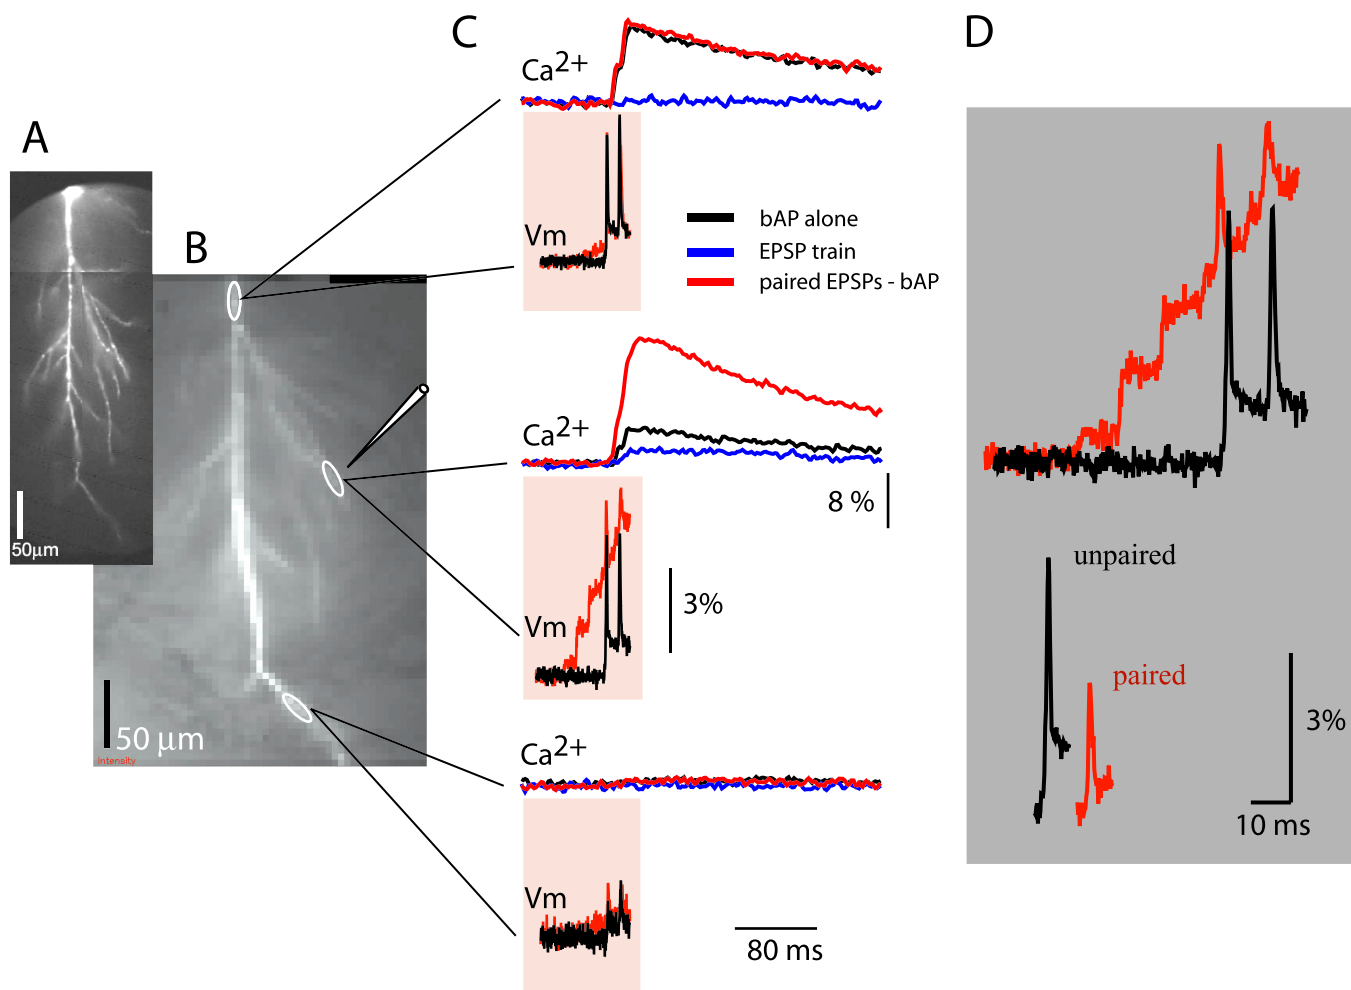 A
50μm
B
50 μm
Intensity
C
Ca2+
Vm
bAP alone
EPSP train
paired EPSPs - bAP
Ca2+
8 %
Vm
3%
Ca2+
Vm
80 ms
D
unpaired
paired
3%
10 ms